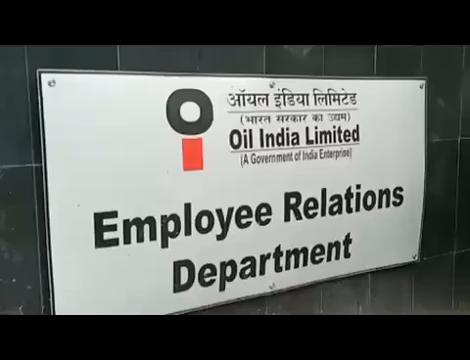 ऑयल इंडिया लिमिटेड
(भारत सरकार का उद्यम)
Oil India Limited
(A Government of India Enterprise)
Employee Relations
Department